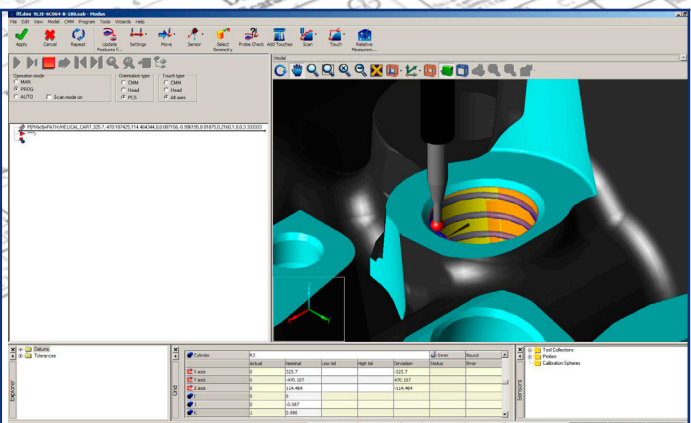 File Edit View Model CMM Program Tools Wizards Help
Apply Cancel Repeat Update Features f... Settings Move Sensor Select Geometry Probe Check Add Touches Scan Touch Relative Measurem...
Model
Operation mode Orientation type Touch type
MAN CMM CMM
PROG Head Head
AUTO Scan mode on PCS All axes
Datums
Tolerances
Explorer
Grid
Cylinder R2 Inner Round
Actual Nominal Low tol High tol Deviation Status Error
X axis 0 325.7 -325.7
Y axis 0 -470.107 470.107
Z axis 0 114.464 -114.464
I 0 0
J 0 -0.087
K 1 0.996
Tool Collections
Probes
Calibration Spheres
Sensors